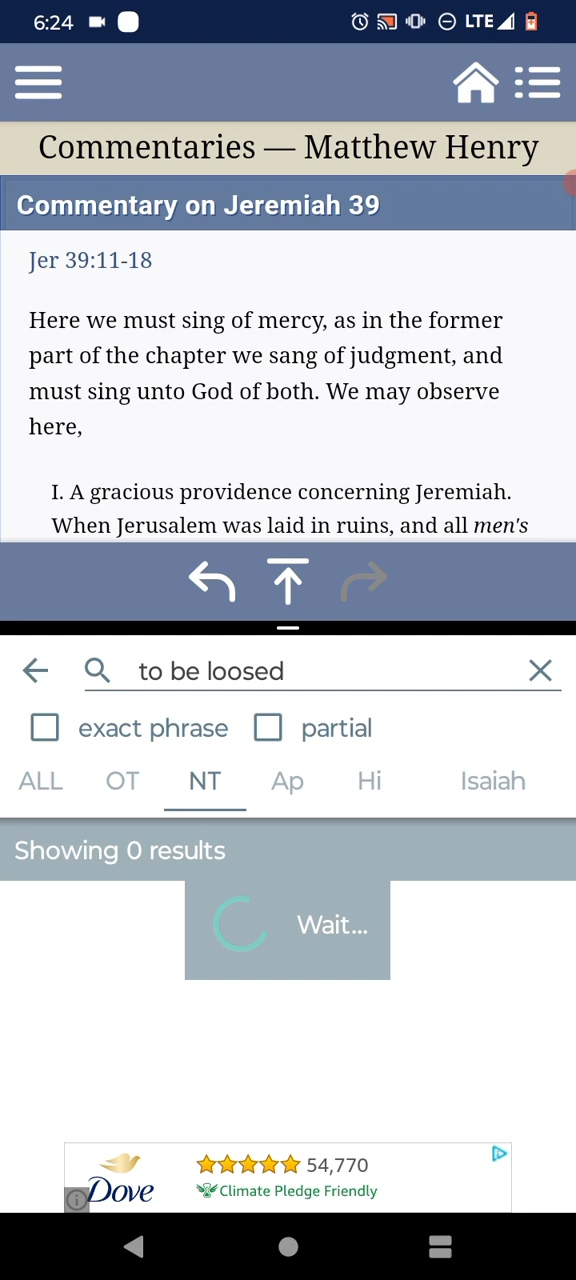 6:24
LTE
Commentaries — Matthew Henry
Commentary on Jeremiah 39
Jer 39:11-18
Here we must sing of mercy, as in the former
part of the chapter we sang of judgment, and
must sing unto God of both. We may observe
here,
I. A gracious providence concerning Jeremiah.
When Jerusalem was laid in ruins, and all men's
to be loosed
exact phrase partial
ALL OT NT Ap Hi Isaiah
Showing 0 results
Wait...
Dove
54,770
Climate Pledge Friendly